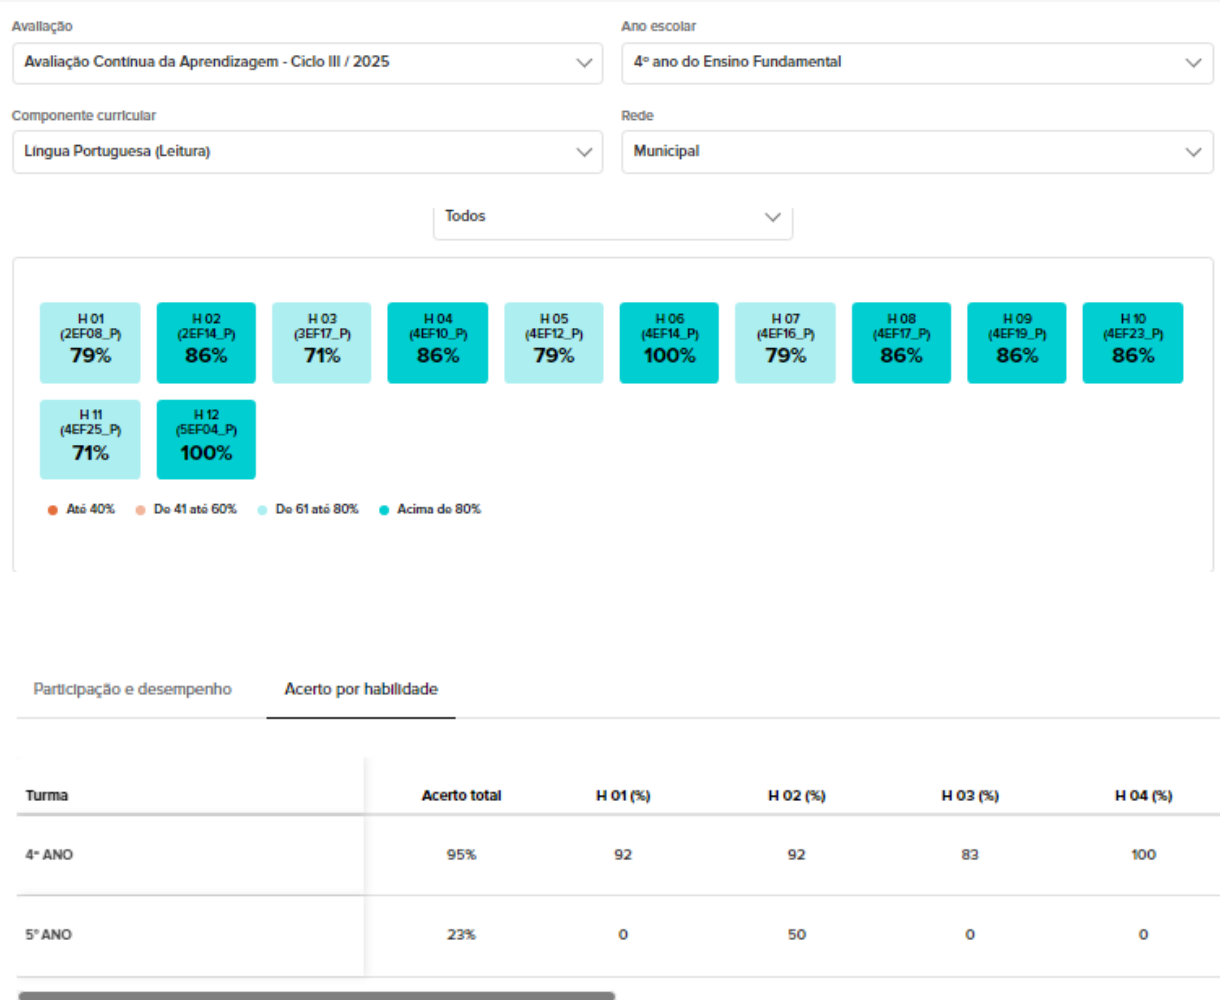 Avaliação Ano escolar
Avaliação Contínua da Aprendizagem - Ciclo III / 2025 4º ano do Ensino Fundamental
Componente curricular Rede
Língua Portuguesa (Leitura) Municipal
Todos
H 01 H 02 H 03 H 04 H 05 H 06 H 07 H 08 H 09 H 10
(2EF08_P) (2EF14_P) (3EF17_P) (4EF10_P) (4EF12_P) (4EF14_P) (4EF16_P) (4EF17_P) (4EF19_P) (4EF23_P)
79% 86% 71% 86% 79% 100% 79% 86% 86% 86%
H 11 H 12
(4EF25_P) (5EF04_P)
71% 100%
Até 40% De 41 até 60% De 61 até 80% Acima de 80%
Participação e desempenho Acerto por habilidade
Turma Acerto total H 01 (%) H 02 (%) H 03 (%) H 04 (%)
4º ANO 95% 92 92 83 100
5º ANO 23% 0 50 0 0